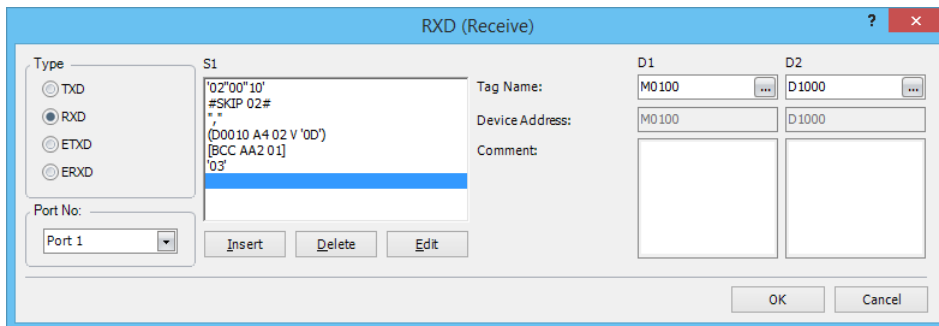 RXD (Receive)
?
Type
TXD
RXD
ETXD
ERXD
Port No:
Port 1
S1
'02"00"10'
#SKIP 02#
","
(D0010 A4 02 V '0D')
[BCC AA2 01]
'03'
Insert Delete Edit
D1 D2
Tag Name: M0100 ... D1000 ...
Device Address: M0100 D1000
Comment:
OK Cancel